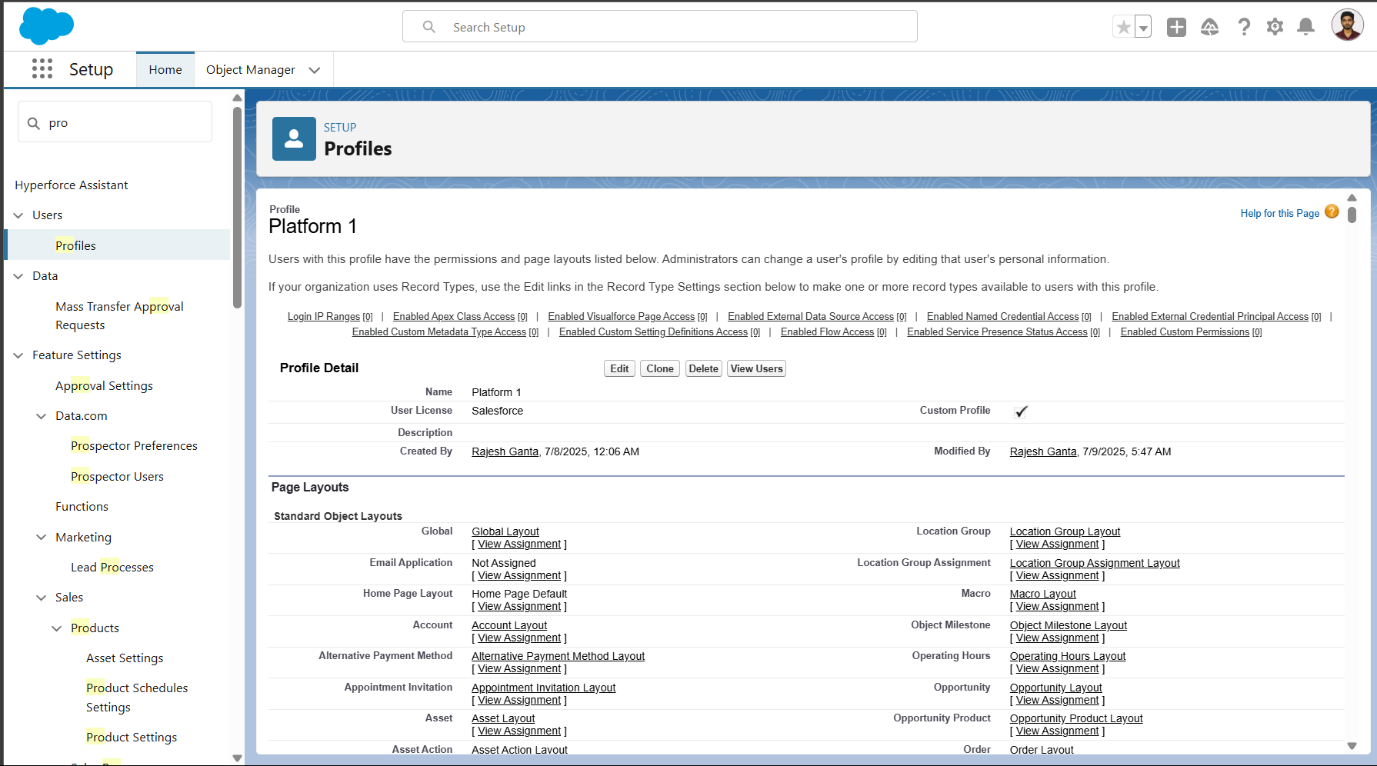 Search Setup
Setup
Home
Object Manager
pro
Hyperforce Assistant
Users
Profiles
Data
Mass Transfer Approval
Requests
Feature Settings
Approval Settings
Data.com
Prospector Preferences
Prospector Users
Functions
Marketing
Lead Processes
Sales
Products
Asset Settings
Product Schedules
Settings
Product Settings
SETUP
Profiles
Profile
Platform 1
Help for this Page ?
Users with this profile have the permissions and page layouts listed below. Administrators can change a user's profile by editing that user's personal information.
If your organization uses Record Types, use the Edit links in the Record Type Settings section below to make one or more record types available to users with this profile.
Login IP Ranges [0] | Enabled Apex Class Access [0] | Enabled Visualforce Page Access [0] | Enabled External Data Source Access [0] | Enabled Named Credential Access [0] | Enabled External Credential Principal Access [0] |
Enabled Custom Metadata Type Access [0] | Enabled Custom Setting Definitions Access [0] | Enabled Flow Access [0] | Enabled Service Presence Status Access [0] | Enabled Custom Permissions [0]
Profile Detail Edit Clone Delete View Users
Name Platform 1
User License Salesforce Custom Profile ✓
Description
Created By Rajesh Ganta, 7/8/2025, 12:06 AM Modified By Rajesh Ganta, 7/9/2025, 5:47 AM
Page Layouts
Standard Object Layouts
Global Global Layout Location Group Location Group Layout
[ View Assignment ] [ View Assignment ]
Email Application Not Assigned Location Group Assignment Location Group Assignment Layout
[ View Assignment ] [ View Assignment ]
Home Page Layout Home Page Default Macro Macro Layout
[ View Assignment ] [ View Assignment ]
Account Account Layout Object Milestone Object Milestone Layout
[ View Assignment ] [ View Assignment ]
Alternative Payment Method Alternative Payment Method Layout Operating Hours Operating Hours Layout
[ View Assignment ] [ View Assignment ]
Appointment Invitation Appointment Invitation Layout Opportunity Opportunity Layout
[ View Assignment ] [ View Assignment ]
Asset Asset Layout Opportunity Product Opportunity Product Layout
[ View Assignment ] [ View Assignment ]
Asset Action Asset Action Layout Order Order Layout